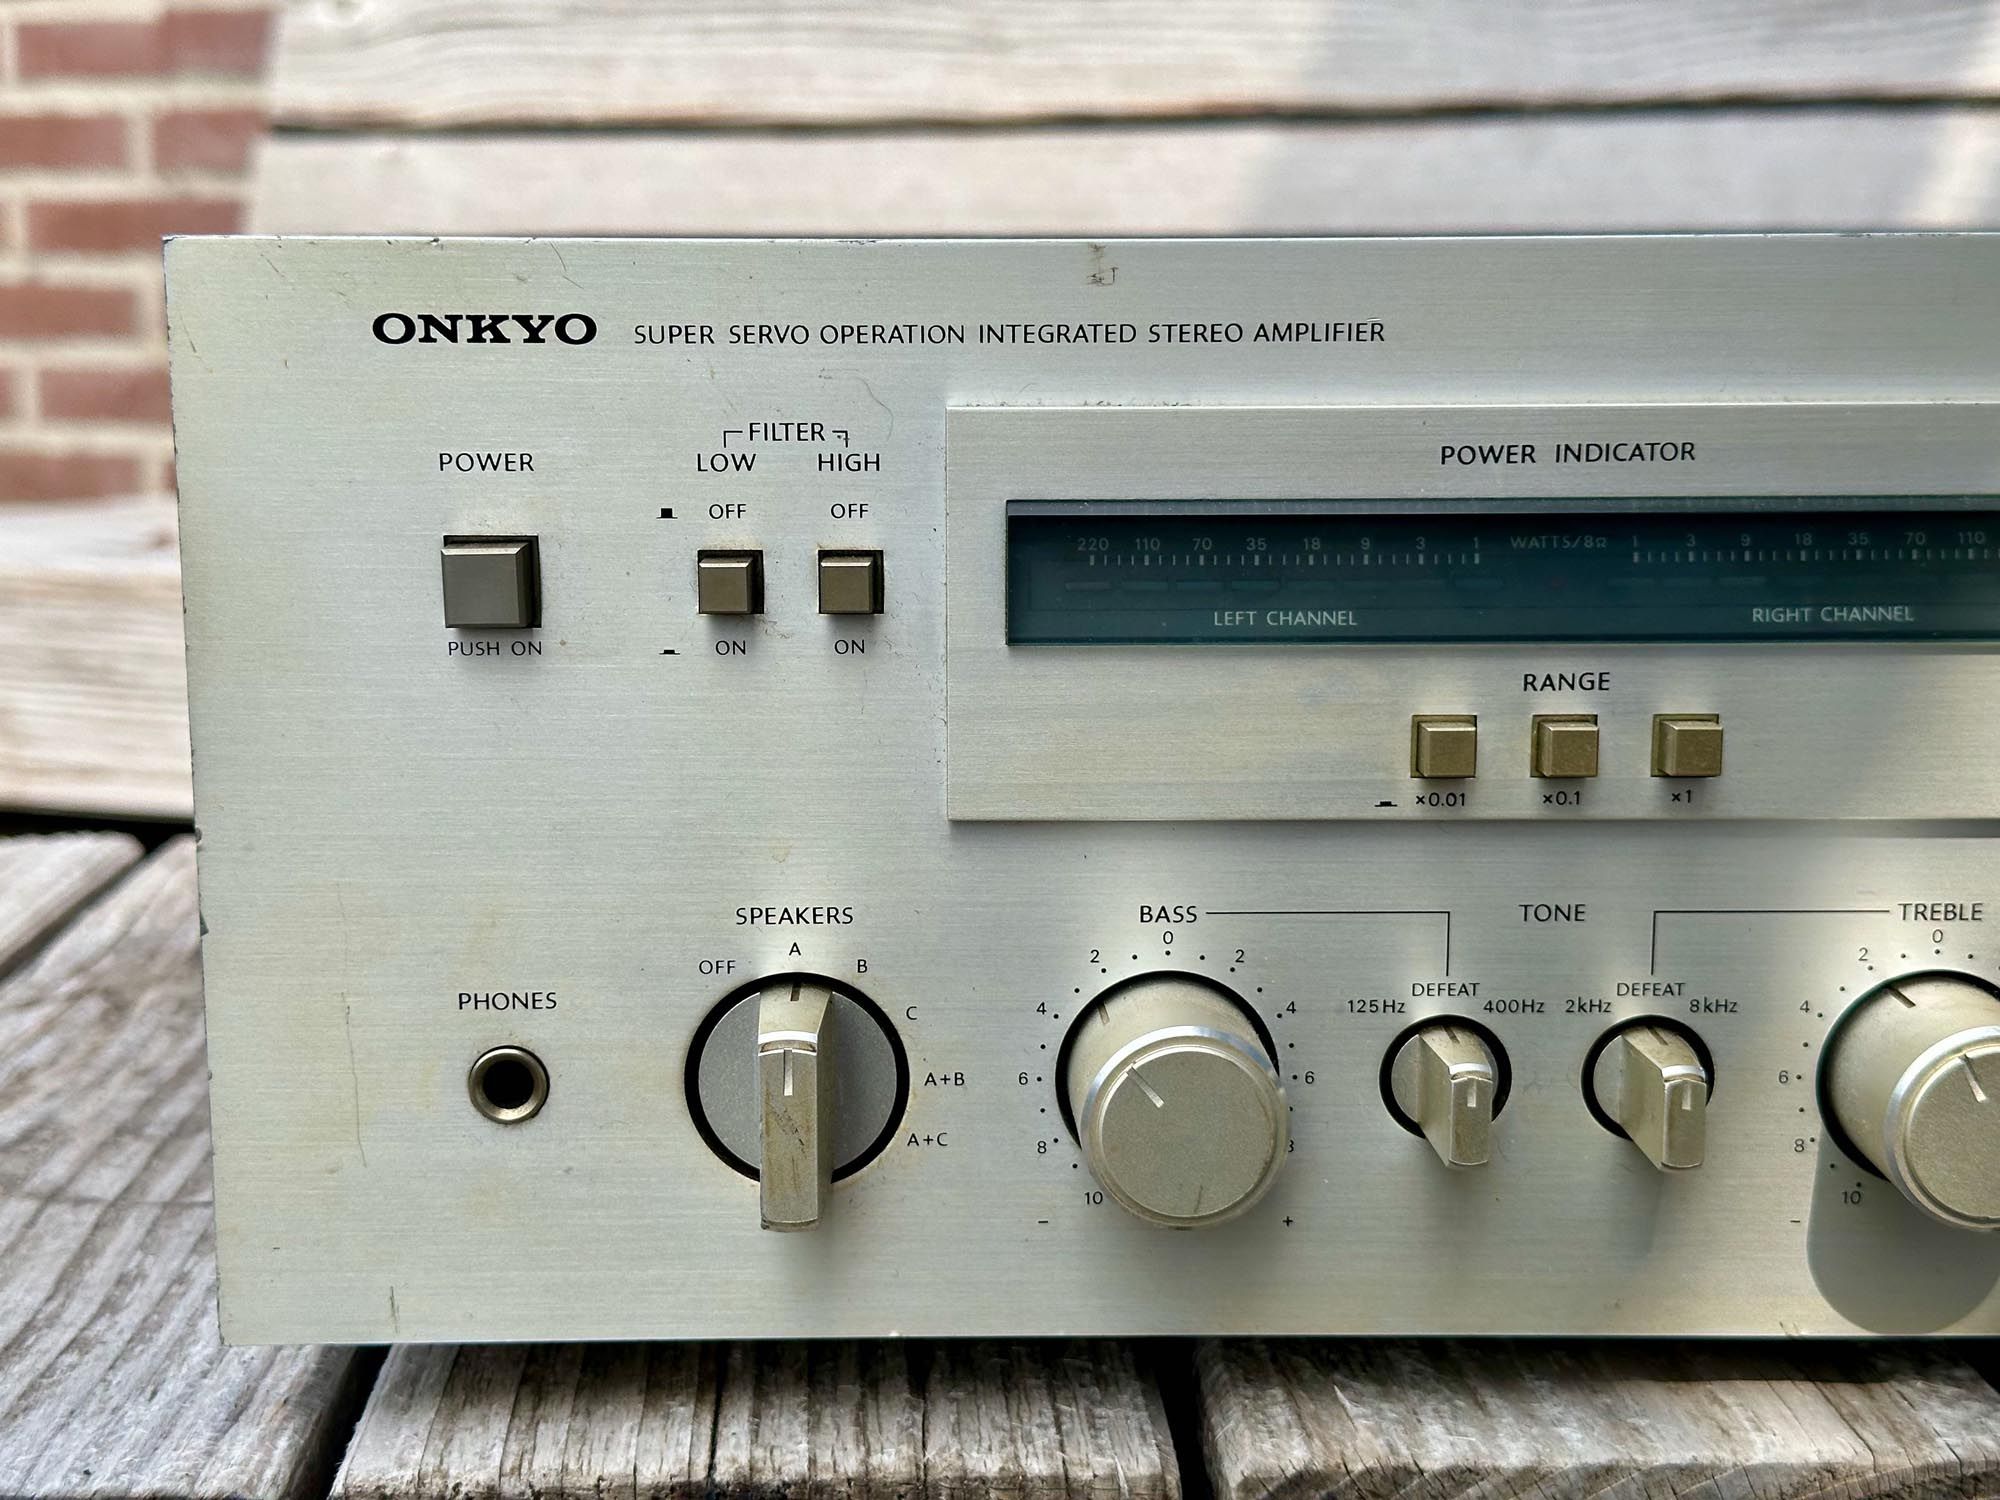 ONKYO SUPER SERVO OPERATION INTEGRATED STEREO AMPLIFIER
FILTER
POWER LOW HIGH
OFF OFF
PUSH ON ON ON
POWER INDICATOR
220 110 70 35 18 9 3 1 WATTS/8Ω 1 3 9 18 35 70 110
LEFT CHANNEL RIGHT CHANNEL
RANGE
×0.01 ×0.1 ×1
PHONES
SPEAKERS
OFF A B C A+B A+C
BASS TONE TREBLE
0
2 2
4 4
6 6
8
10
- +
125Hz DEFEAT 400Hz
2kHz DEFEAT 8kHz
0
2
4
6
8
10
-